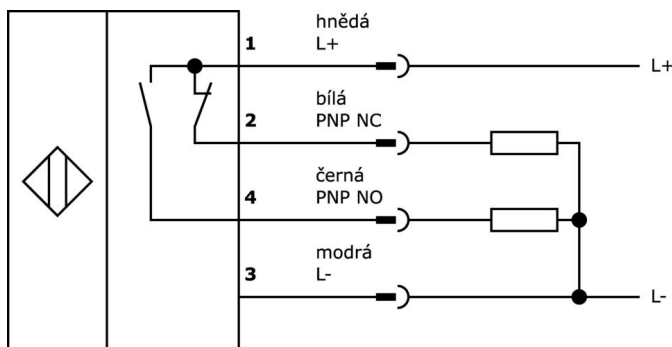 hnědá
1 L+
L+
bílá
2 PNP NC
černá
4 PNP NO
modrá
3 L-
L-